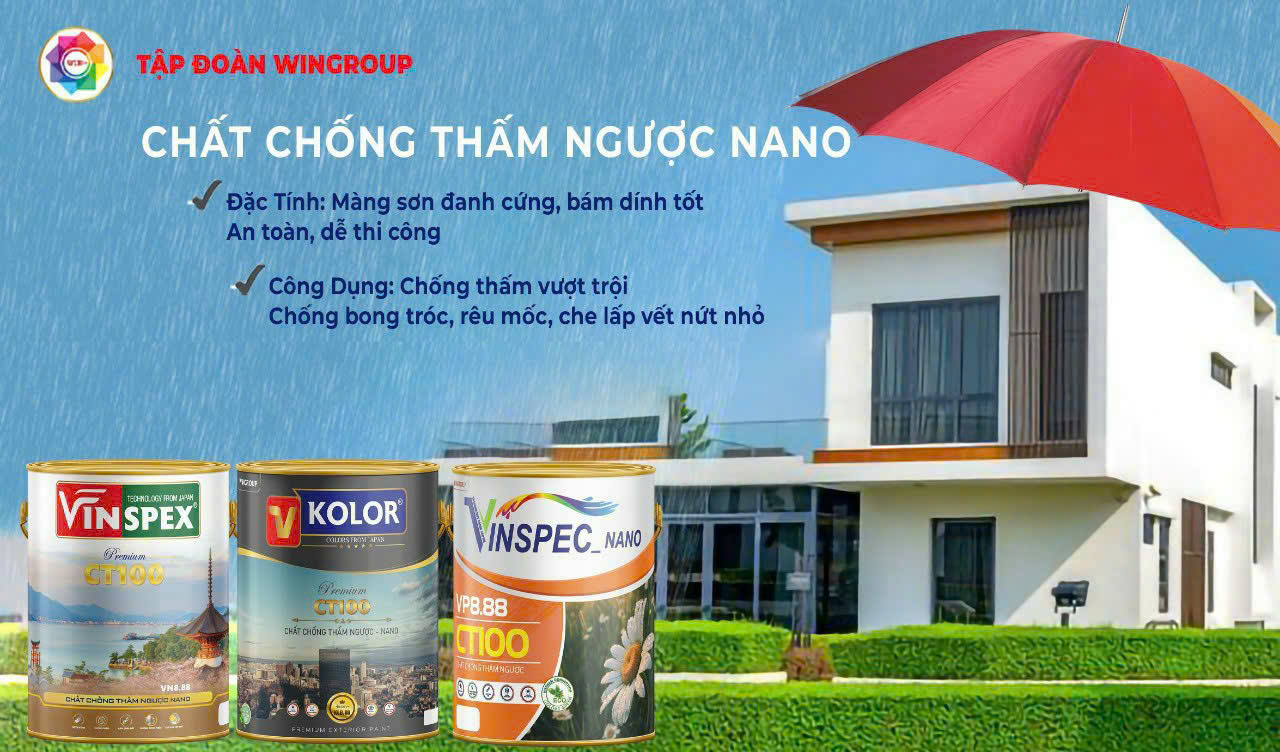 TẬP ĐOÀN WINGROUP
CHẤT CHỐNG THẤM NGƯỢC NANO
Đặc Tính: Màng sơn đanh cứng, bám dính tốt
An toàn, dễ thi công
Công Dụng: Chống thấm vượt trội
Chống bong tróc, rêu mốc, che lấp vết nứt nhỏ
TECHNOLOGY FROM JAPAN
VINSPEX®
Premium
CT100
VN8.88
CHẤT CHỐNG THẤM NGƯỢC NANO
V KOLOR®
COLORS FROM JAPAN
Premium
CT100
CHẤT CHỐNG THẤM NGƯỢC - NANO
PREMIUM EXTERIOR PAINT
VINSPEC_NANO
VP8.88
CT100
CHẤT CHỐNG THẤM NGƯỢC
ECO